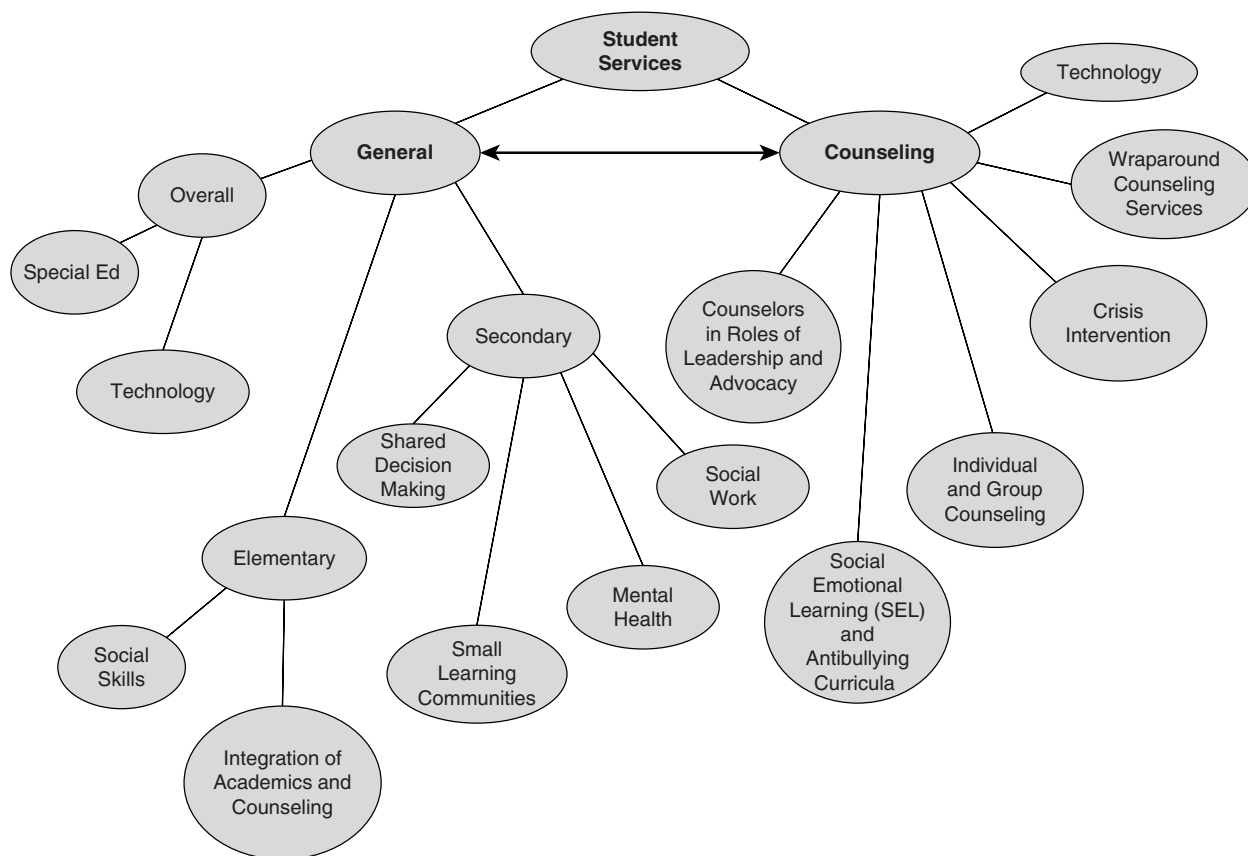 Student
Services
Technology
General
Counseling
Wraparound
Counseling
Services
Overall
Special Ed
Counselors
in Roles of
Leadership and
Advocacy
Crisis
Intervention
Secondary
Technology
Shared
Decision
Making
Social
Work
Individual
and Group
Counseling
Elementary
Mental
Health
Social
Emotional
Learning (SEL)
and
Antibullying
Curricula
Social
Skills
Small
Learning
Communities
Integration of
Academics and
Counseling